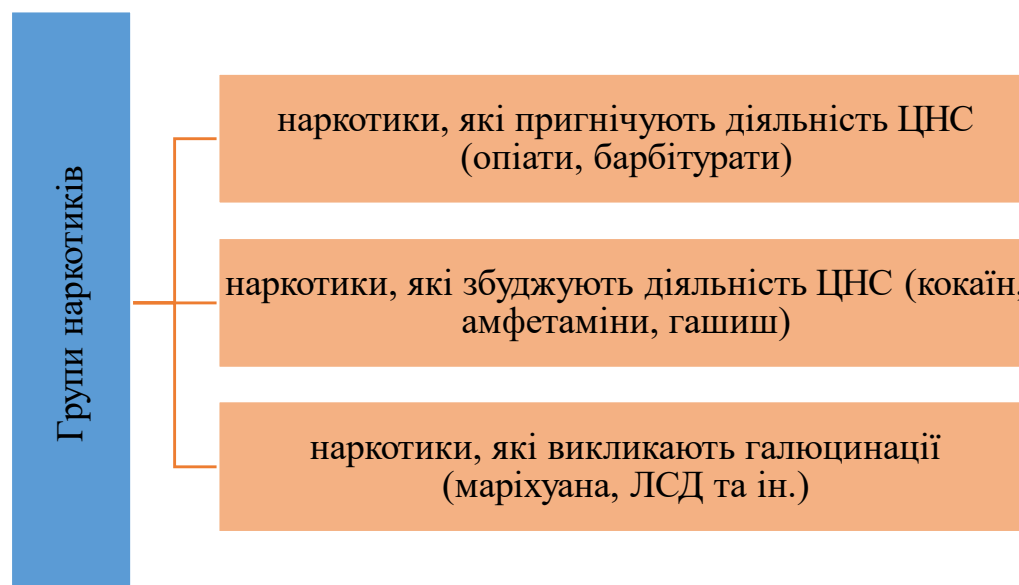 Групи наркотиків
наркотики, які пригнічують діяльність ЦНС
(опіати, барбітурати)
наркотики, які збуджують діяльність ЦНС (кокаїн,
амфетаміни, гашиш)
наркотики, які викликають галюцинації
(маріхуана, ЛСД та ін.)